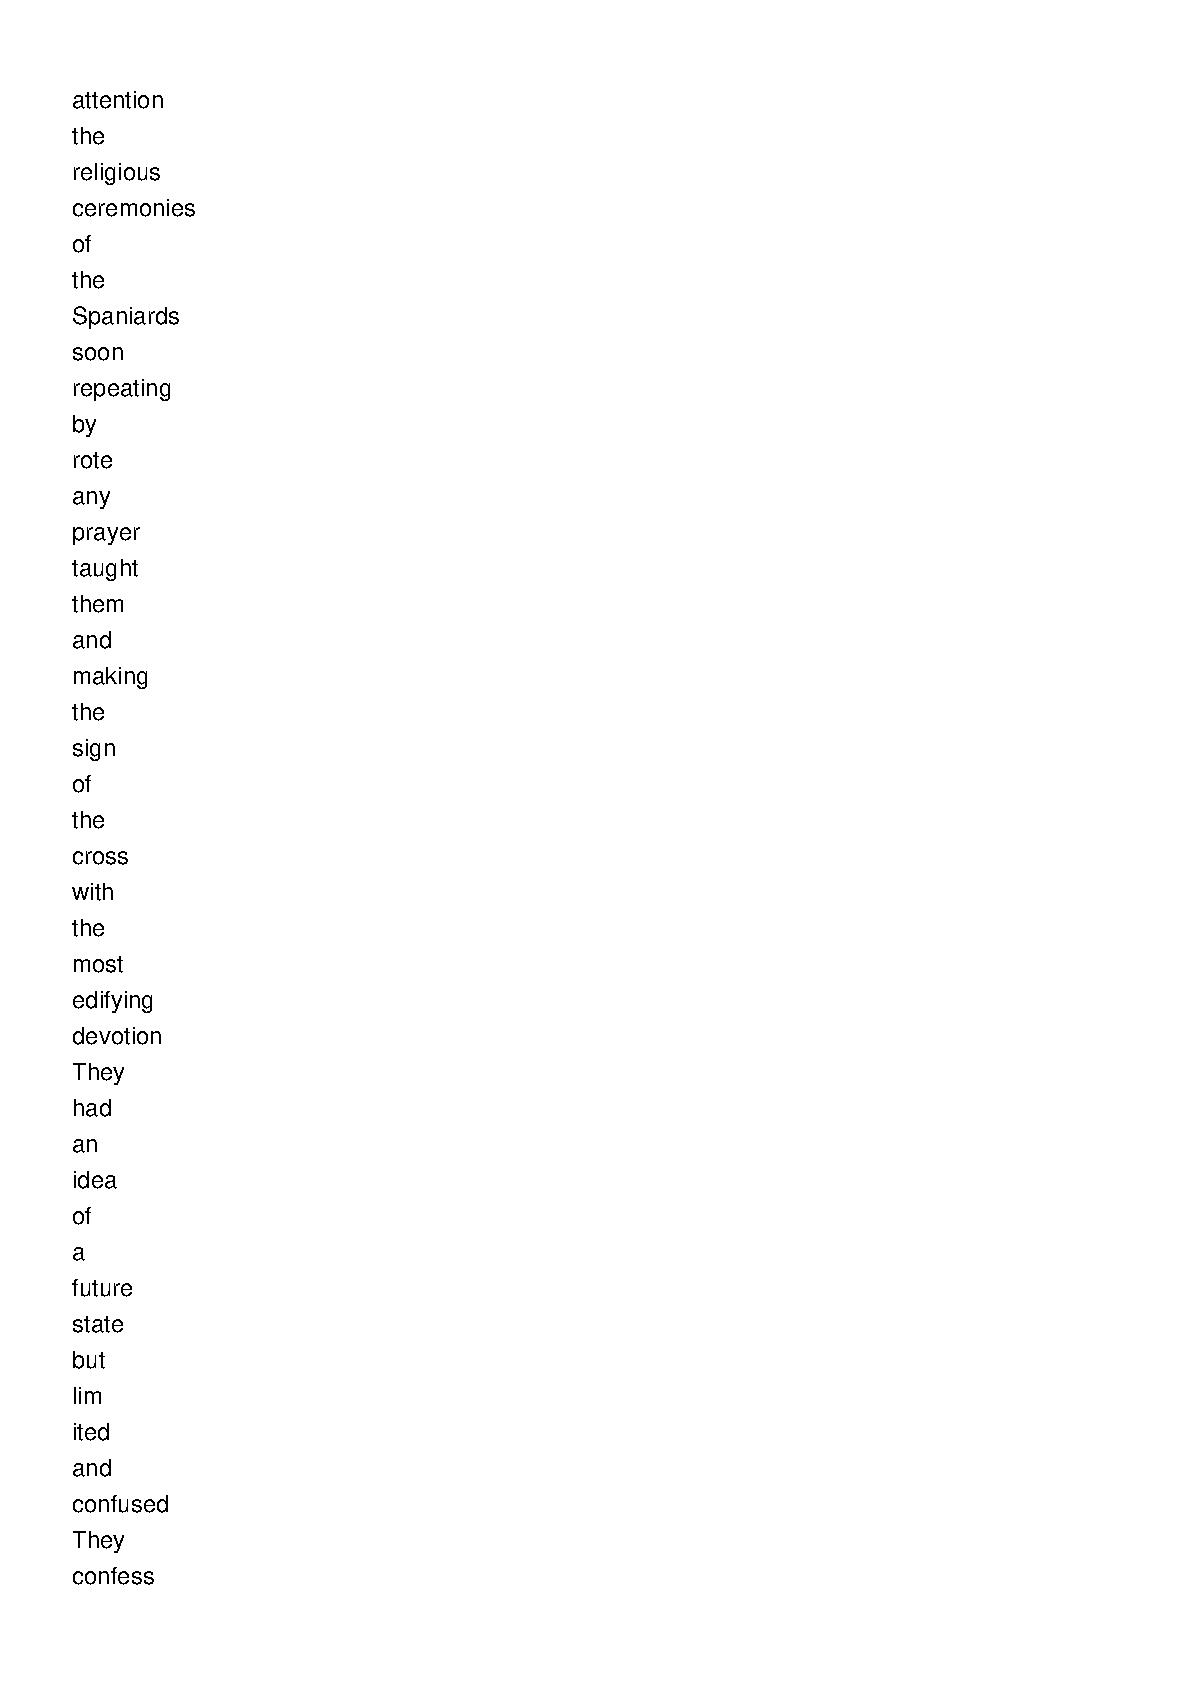 attention
the
religious
ceremonies
of
the
Spaniards
soon
repeating
by
rote
any
prayer
taught
them
and
making
the
sign
of
the
cross
with
the
most
edifying
devotion
They
had
an
idea
of
a
future
state
but
lim
ited
and
confused
They
confess